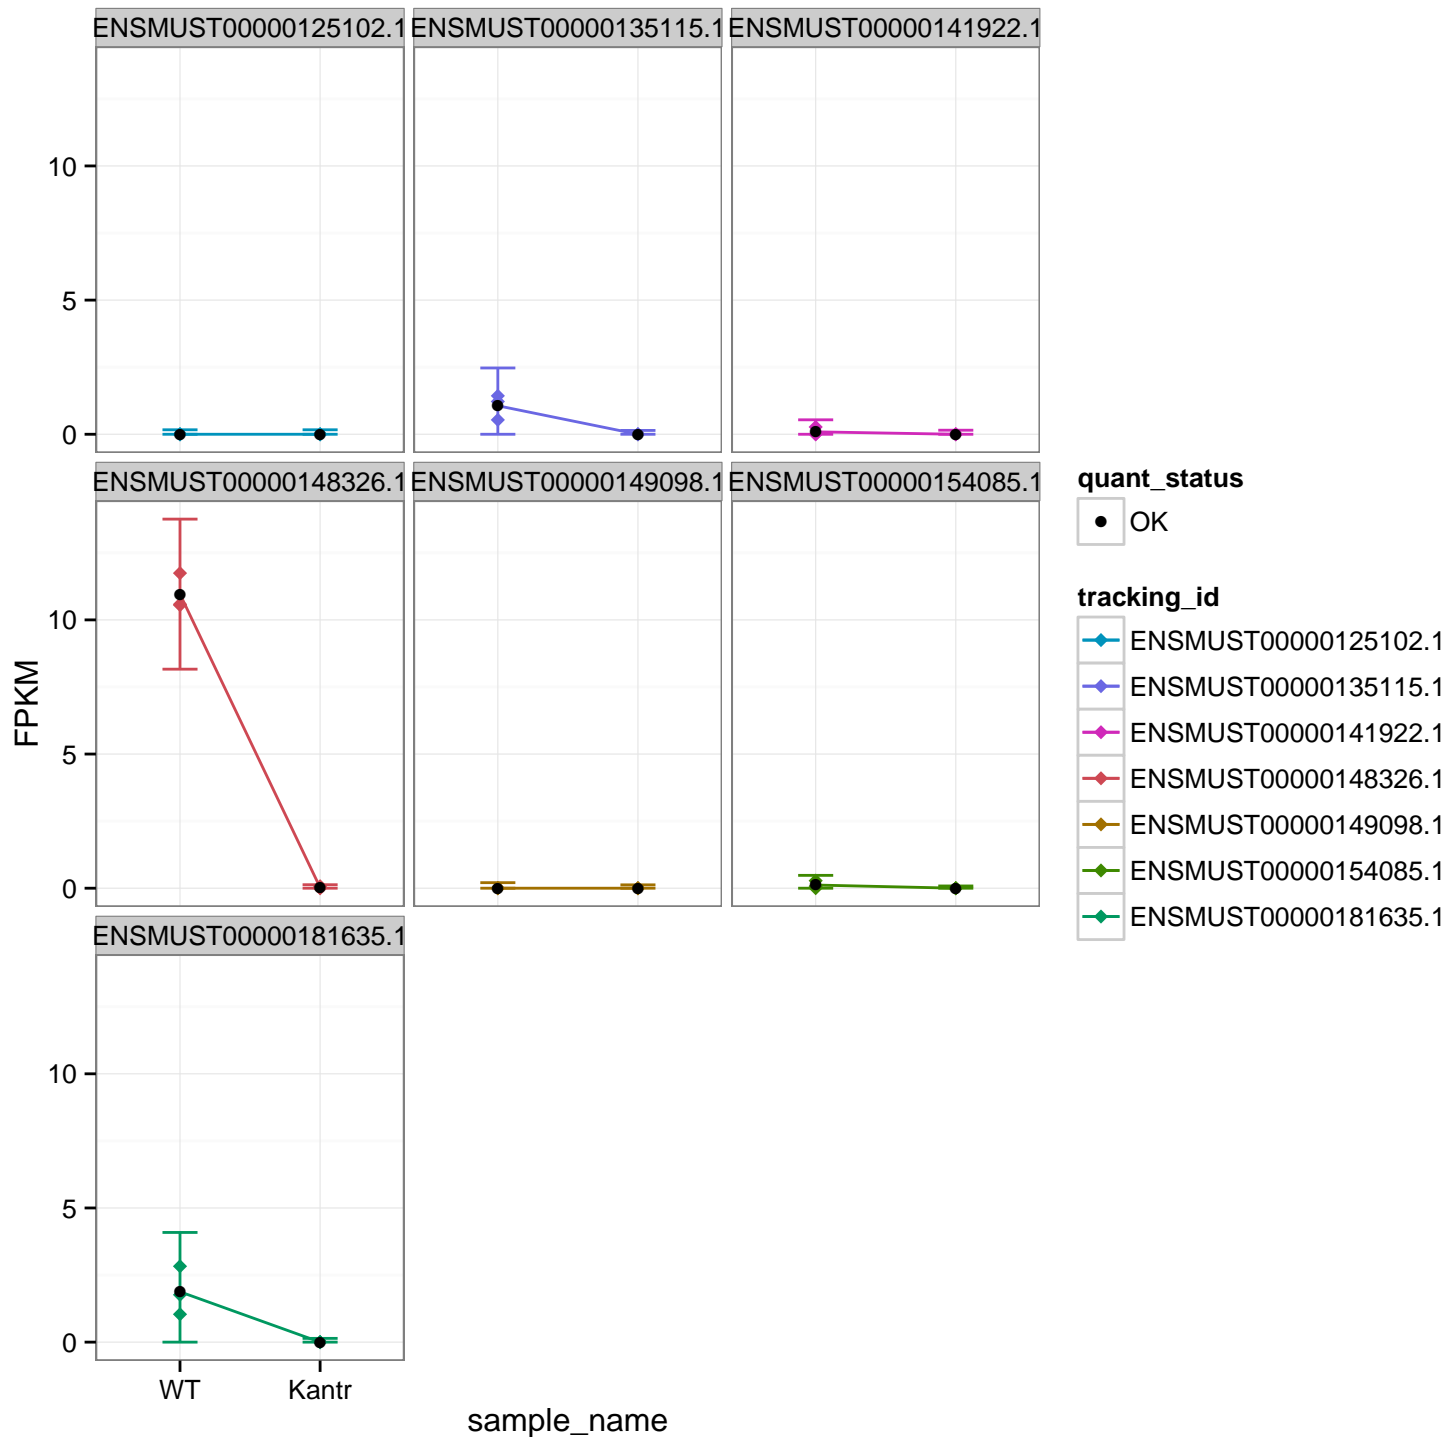 ENSMUST00000125102.1 ENSMUST00000135115.1 ENSMUST00000141922.1
10
5
0
ENSMUST00000148326.1 ENSMUST00000149098.1 ENSMUST00000154085.1
10
5
0
FPKM
ENSMUST00000181635.1
10
5
0
WT Kantr
sample_name
quant_status
OK
tracking_id
ENSMUST00000125102.1
ENSMUST00000135115.1
ENSMUST00000141922.1
ENSMUST00000148326.1
ENSMUST00000149098.1
ENSMUST00000154085.1
ENSMUST00000181635.1